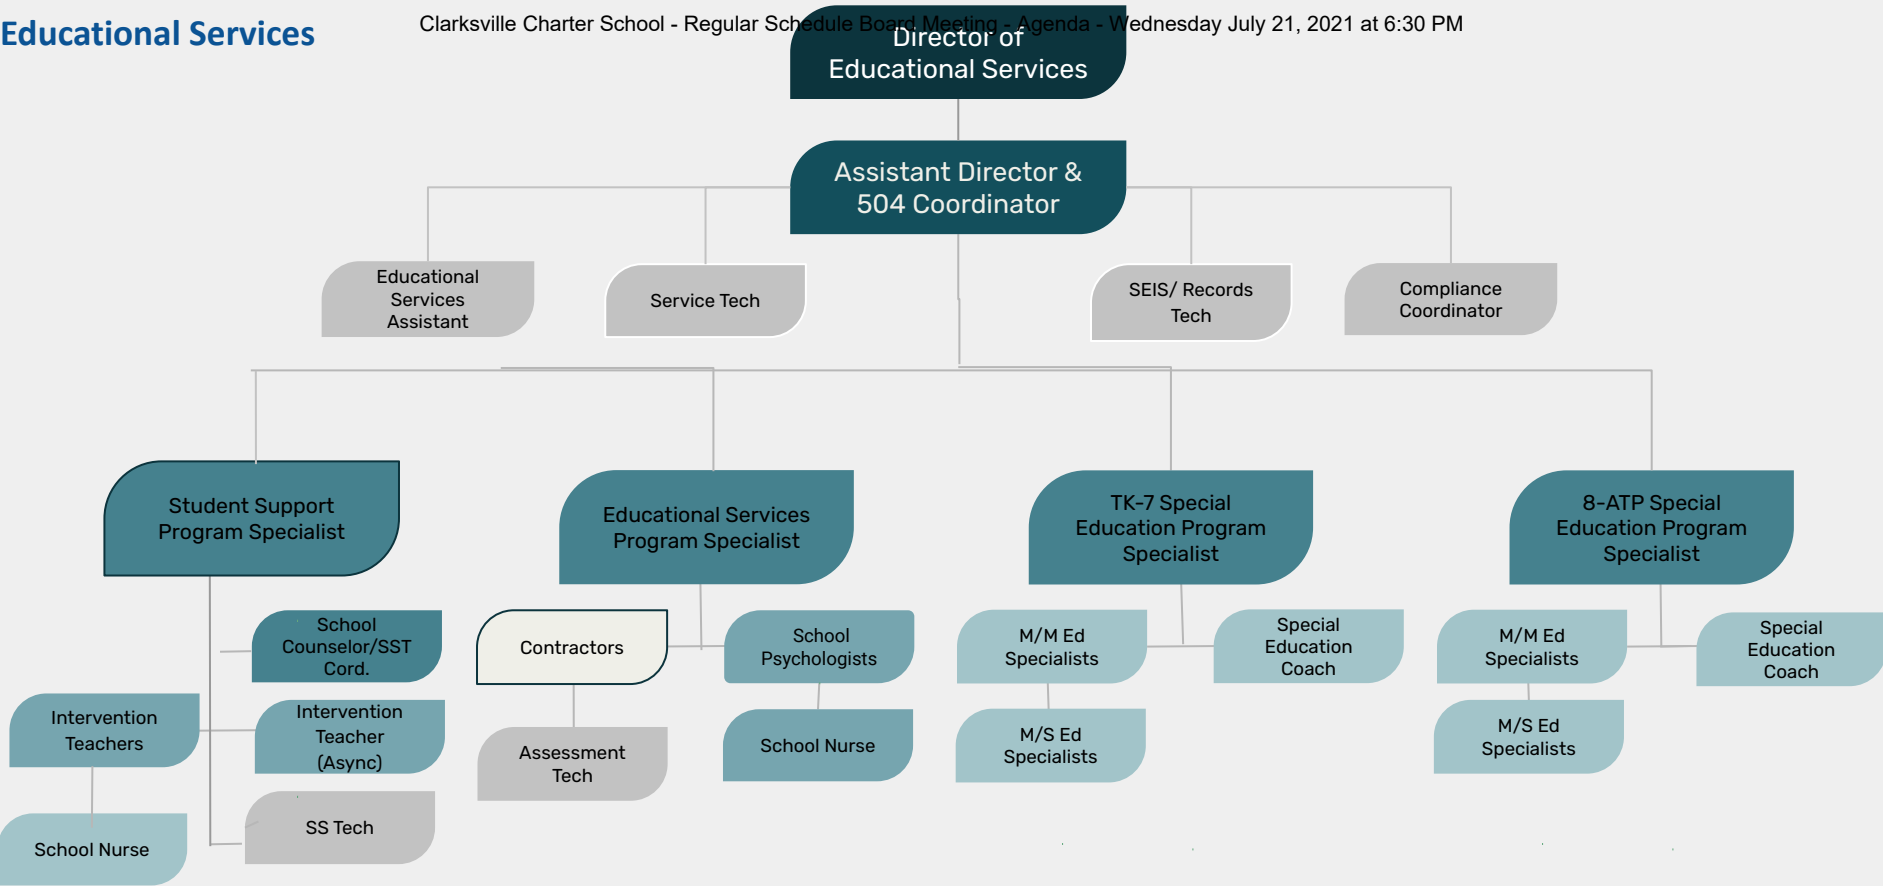 Educational Services
Clarksville Charter School - Regular Schedule Board Meeting - Agenda - Wednesday July 21, 2021 at 6:30 PM
Director of
Educational Services
Assistant Director &
504 Coordinator
Educational
Services
Assistant
Service Tech
SEIS/ Records
Tech
Compliance
Coordinator
Student Support
Program Specialist
Educational Services
Program Specialist
TK-7 Special
Education Program
Specialist
8-ATP Special
Education Program
Specialist
School
Counselor/SST
Cord.
Contractors
School
Psychologists
M/M Ed
Specialists
Special
Education
Coach
M/M Ed
Specialists
Special
Education
Coach
Intervention
Teachers
Intervention
Teacher
(Async)
Assessment
Tech
School Nurse
M/S Ed
Specialists
M/S Ed
Specialists
School Nurse
SS Tech